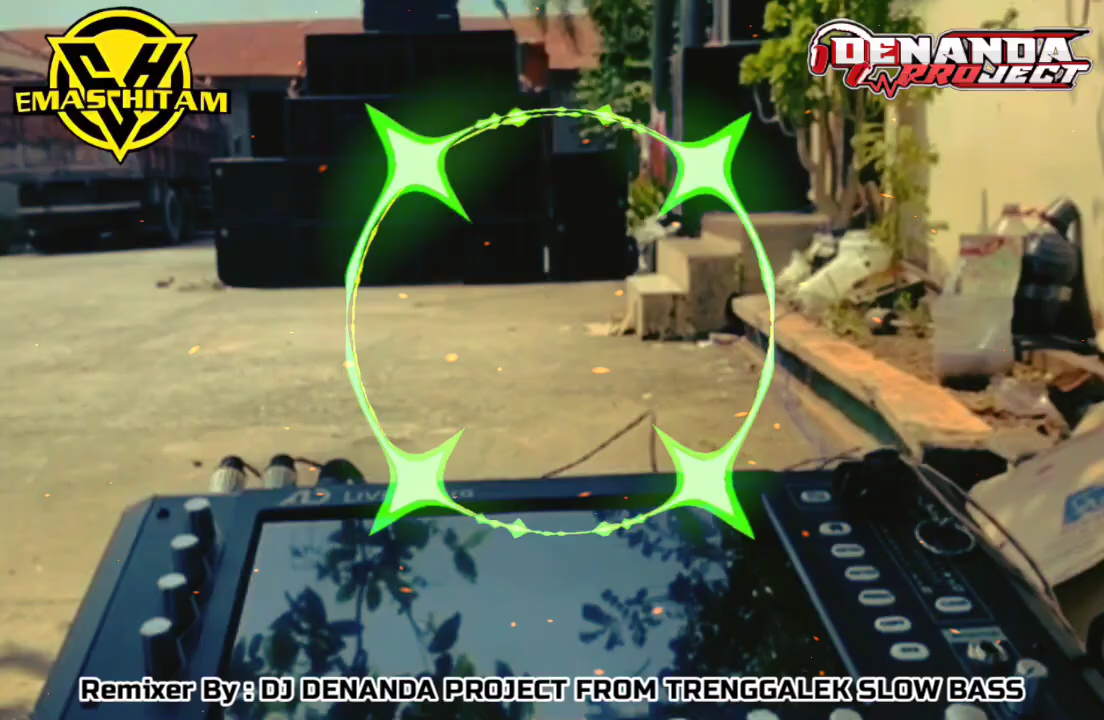 EMASHITAM
DENANDA
PROJECT
Remixer By : DJ DENANDA PROJECT FROM TRENGGALEK SLOW BASS